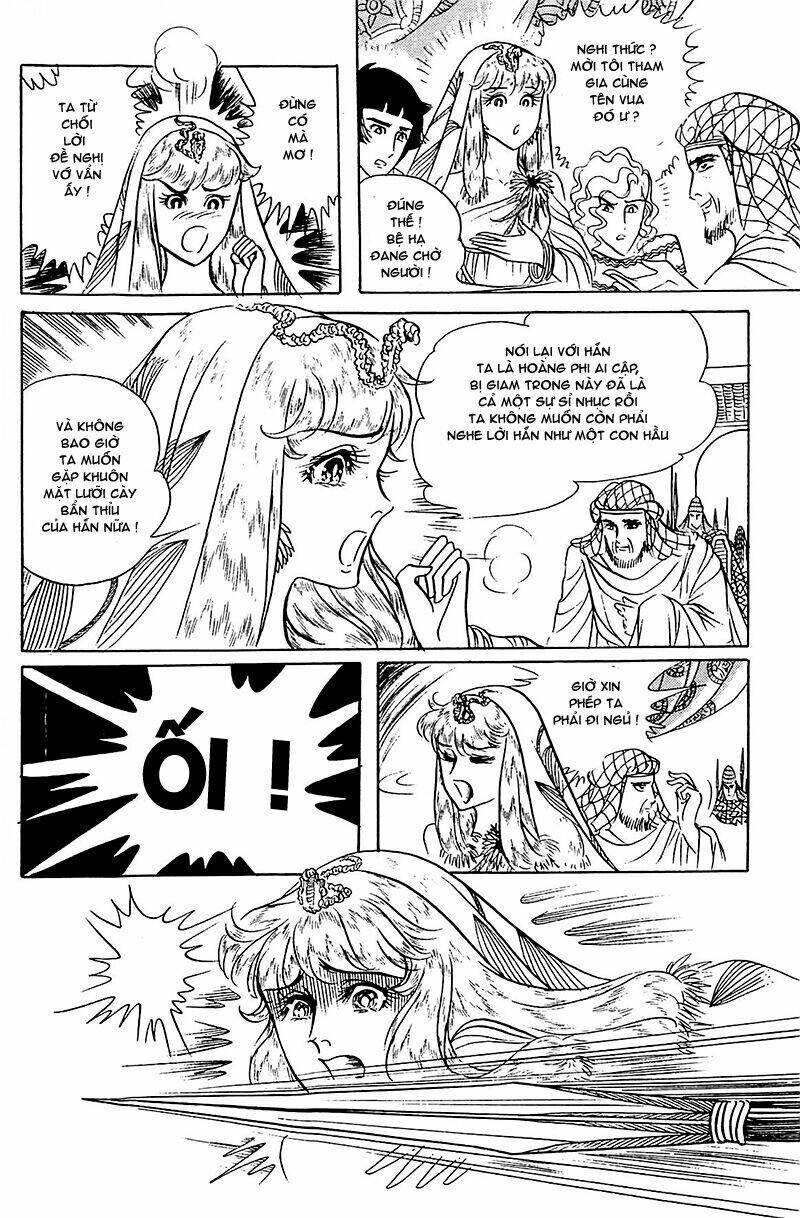 NGHI THỨC ?
MỜI TÔI THAM
GIA CÙNG
TÊN VUA
ĐÓ Ư ?
ĐÚNG
THẾ !
BỆ HẠ
ĐANG CHỜ
NGƯỜI !
ĐỪNG
CÓ
MÀ
MƠ !
TA TỪ
CHỐI
LỜI
ĐỀ NGHỊ
VỚ VẨN
ẤY !
NÓI LẠI VỚI HẮN
TA LÀ HOÀNG PHI AI CẬP,
BỊ GIAM TRONG NÀY ĐÃ LÀ
CẢ MỘT SỰ SỈ NHỤC RỒI
TA KHÔNG MUỐN CÒN PHẢI
NGHE LỜI HẮN NHƯ MỘT CON HẦU
VÀ KHÔNG
BAO GIỜ
TA MUỐN
GẶP KHUÔN
MẶT LƯỠI CÀY
BẨN THỈU
CỦA HẮN NỮA !
GIỜ XIN
PHÉP TA
PHẢI ĐI NGỦ !
ỐI !